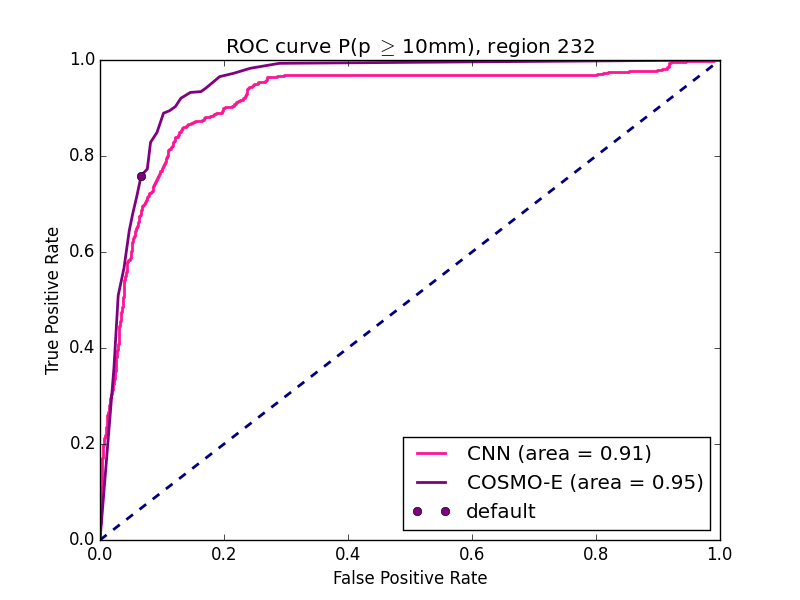 ROC curve P(p ≥ 10mm), region 232
1.0
0.8
0.6
0.4
0.2
0.0
True Positive Rate
0.0 0.2 0.4 0.6 0.8 1.0
False Positive Rate
CNN (area = 0.91)
COSMO-E (area = 0.95)
default